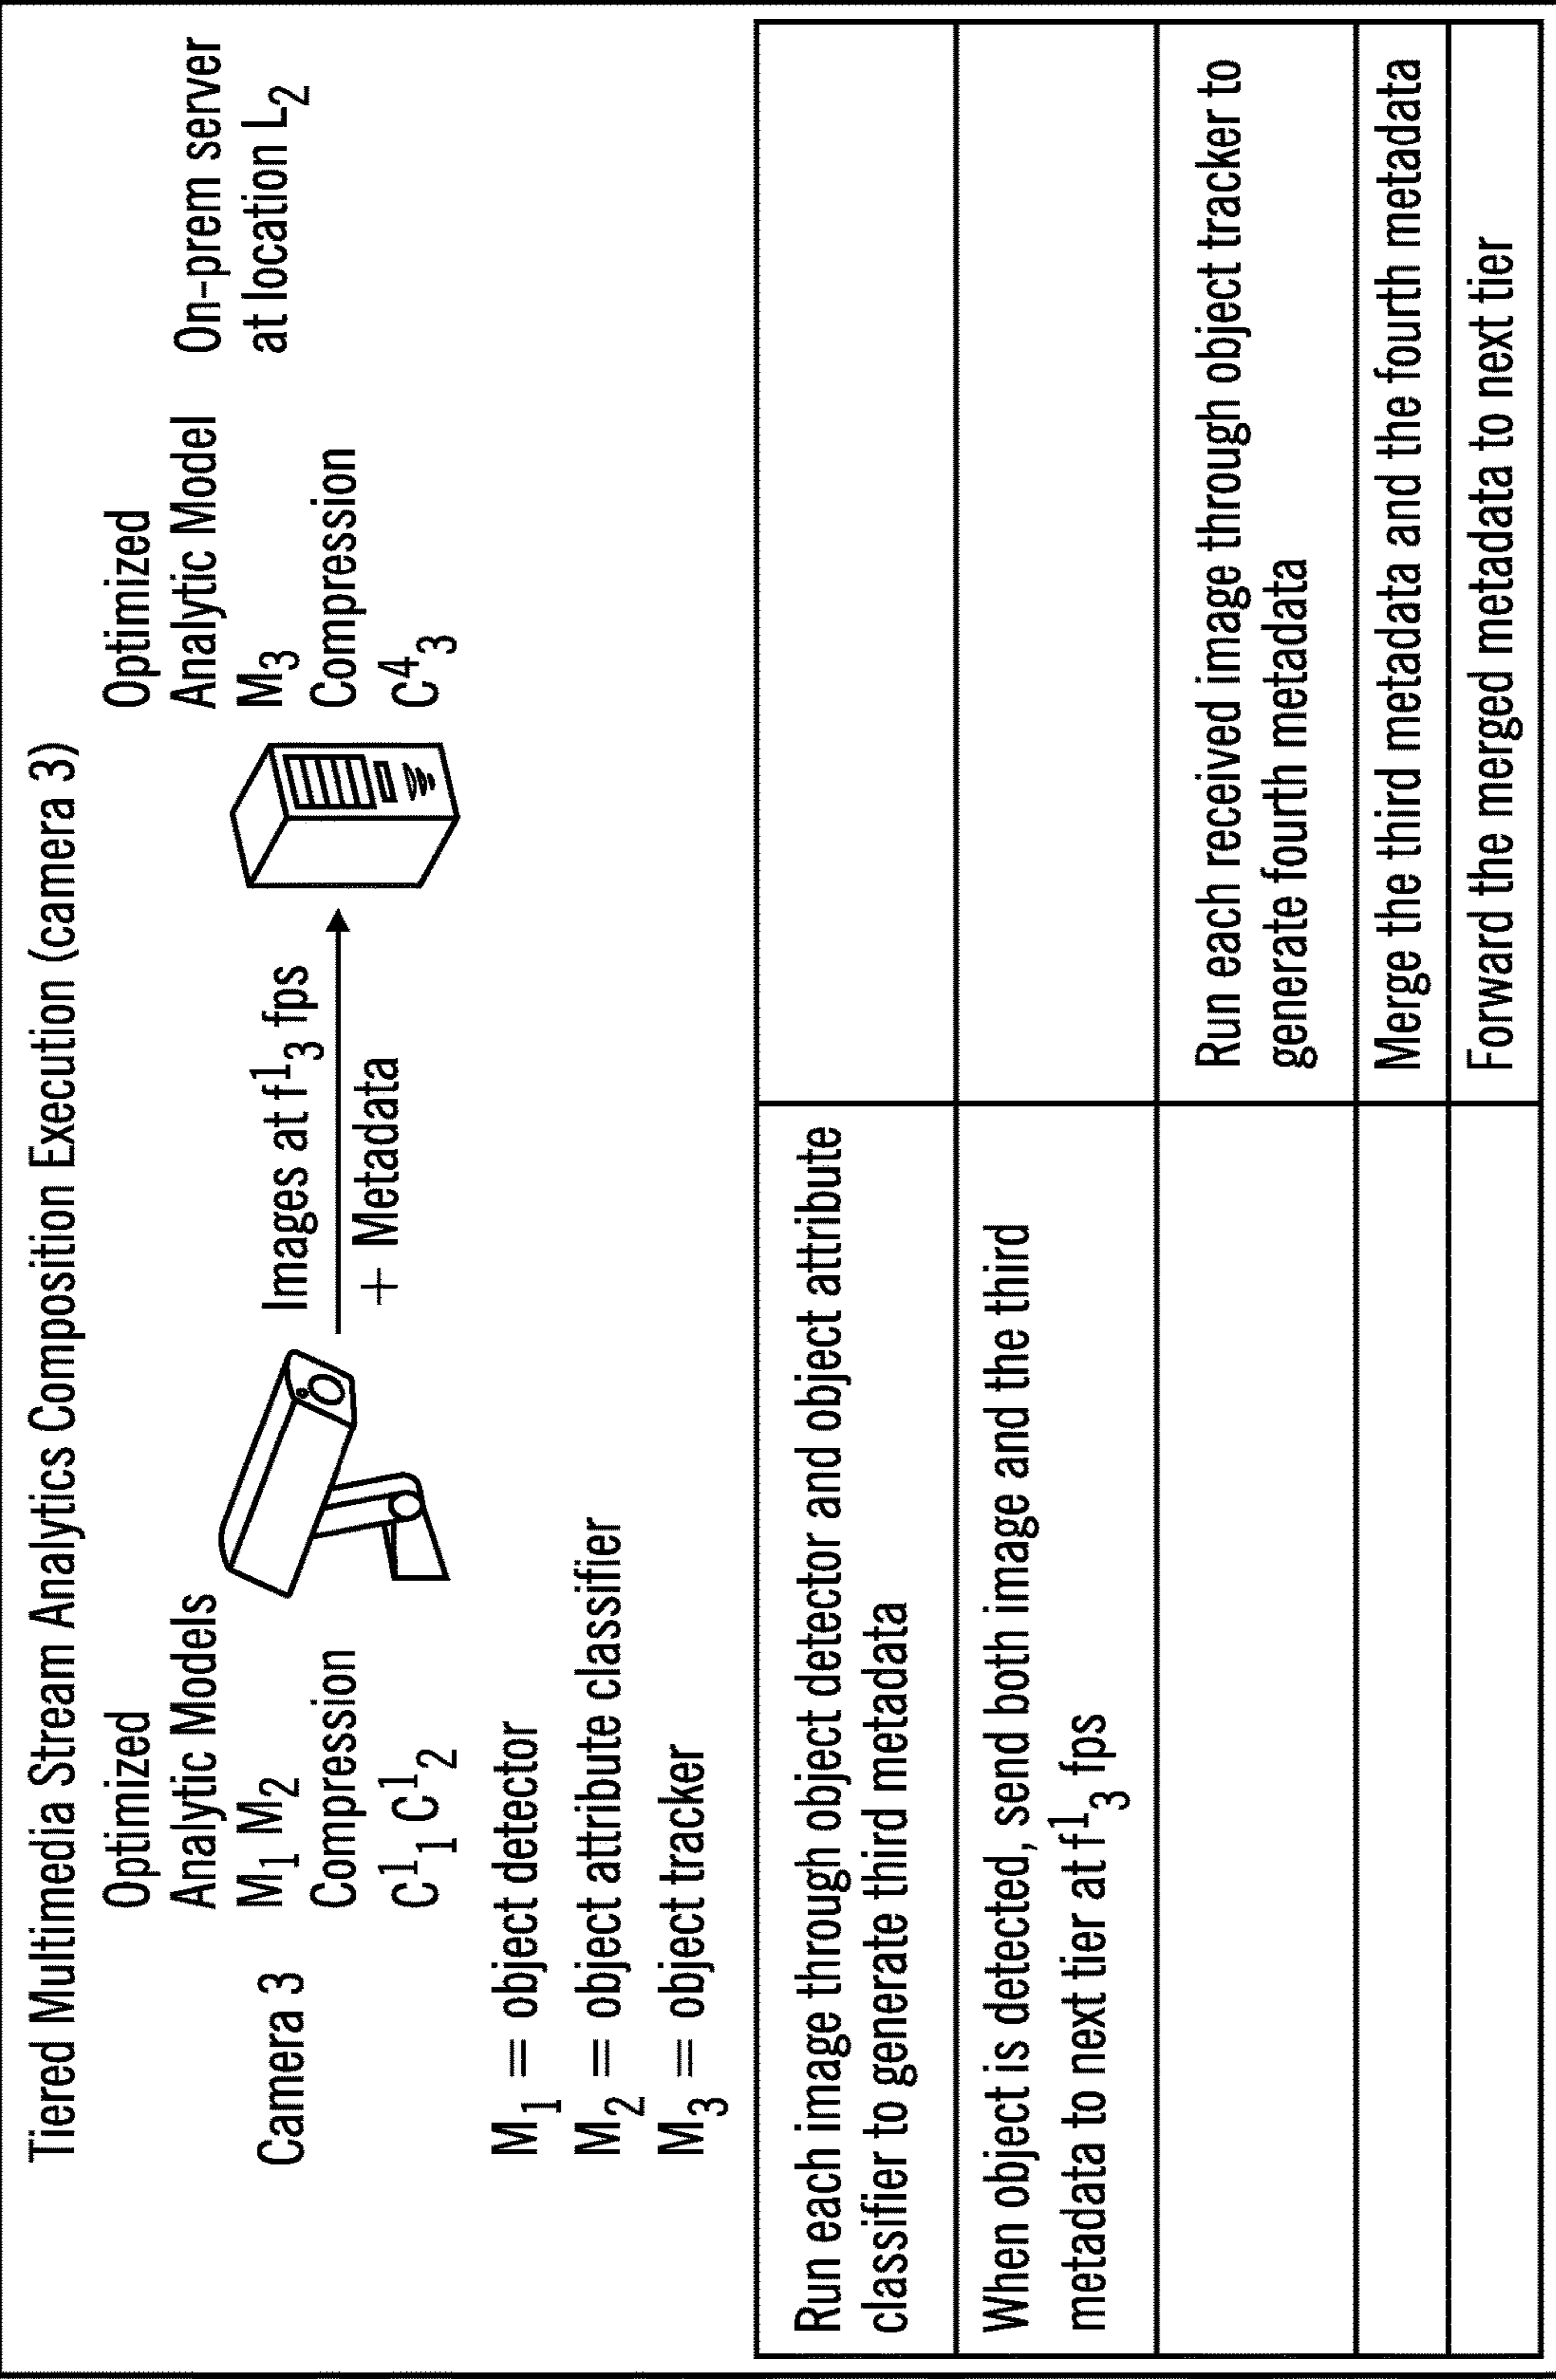 Tiered Multimedia Stream Analytics Composition Execution (camera 3)
Camera 3
Optimized
Analytic Models
M₁ M₂
Compression
C¹₁ C¹₂
Images at f¹₃ fps
+ Metadata
Optimized
Analytic Model
M₃
Compression
C⁴₃
On-prem server
at location L₂
M₁ = object detector
M₂ = object attribute classifier
M₃ = object tracker
Run each image through object detector and object attribute
classifier to generate third metadata
When object is detected, send both image and the third
metadata to next tier at f¹₃ fps
Run each received image through object tracker to
generate fourth metadata
Merge the third metadata and the fourth metadata
Forward the merged metadata to next tier